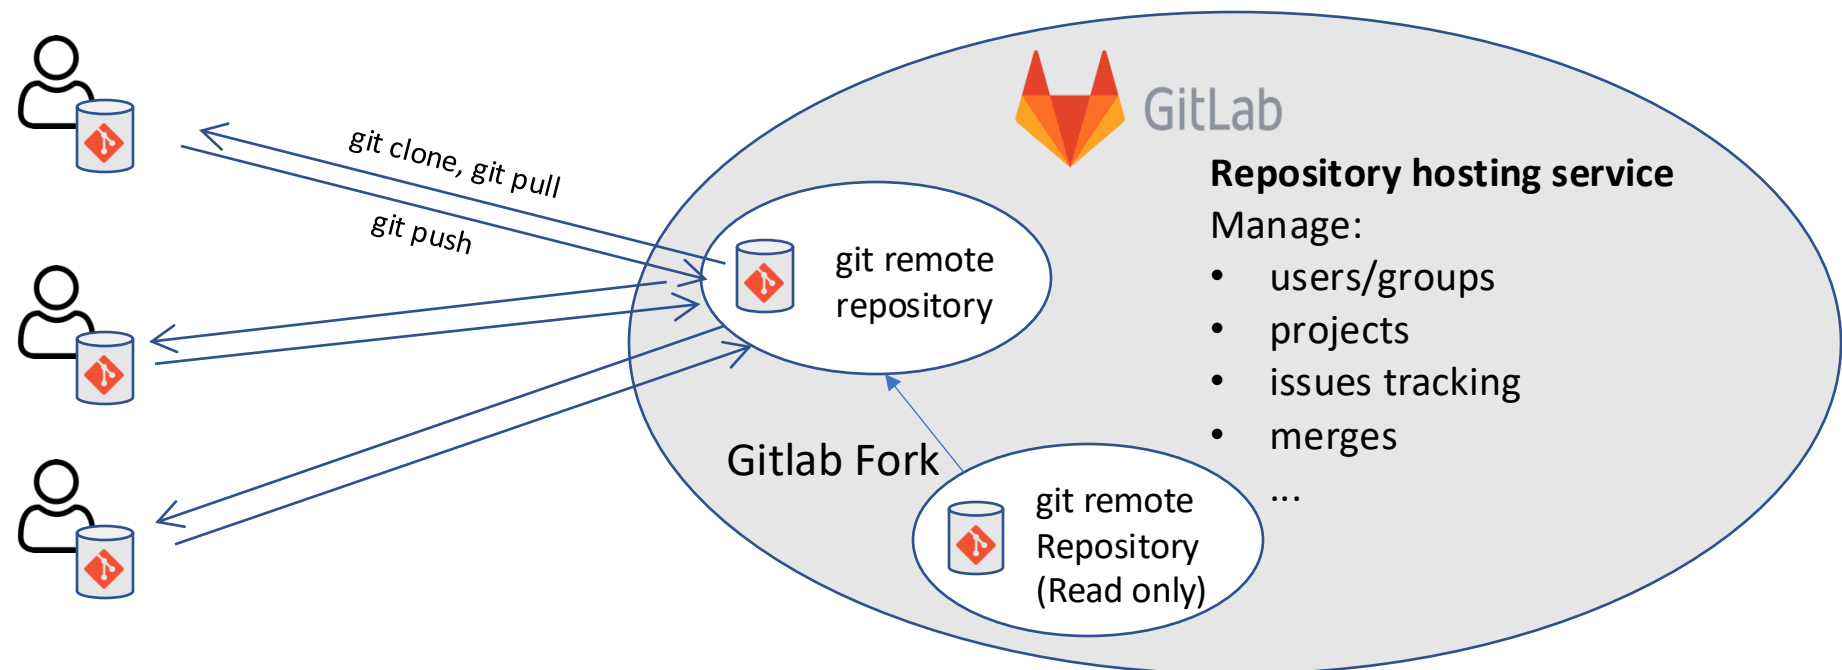 git clone, git pull
git push
git remote
repository
GitLab
Repository hosting service
Manage:
• users/groups
• projects
• issues tracking
• merges
...
Gitlab Fork
git remote
Repository
(Read only)